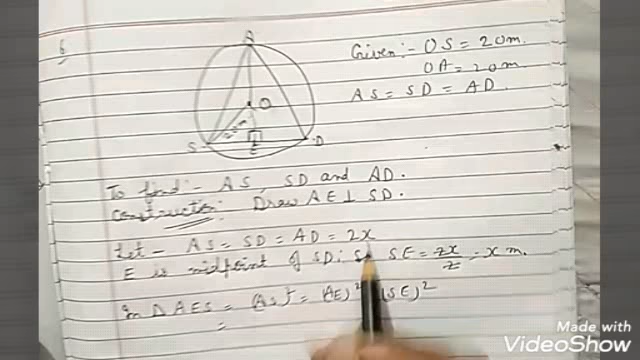 6
A
O
S
20m
E
D
Given:- OS = 20m.
OA = 20m
AS = SD = AD.
To find:- AS, SD and AD.
Construction: Draw AE ⊥ SD.
Let - AS = SD = AD = 2x
E is midpoint of SD; SE = 2x/2 = x m.
In △ AES = (AS)² = (AE)² (SE)²
=
Made with
VideoShow